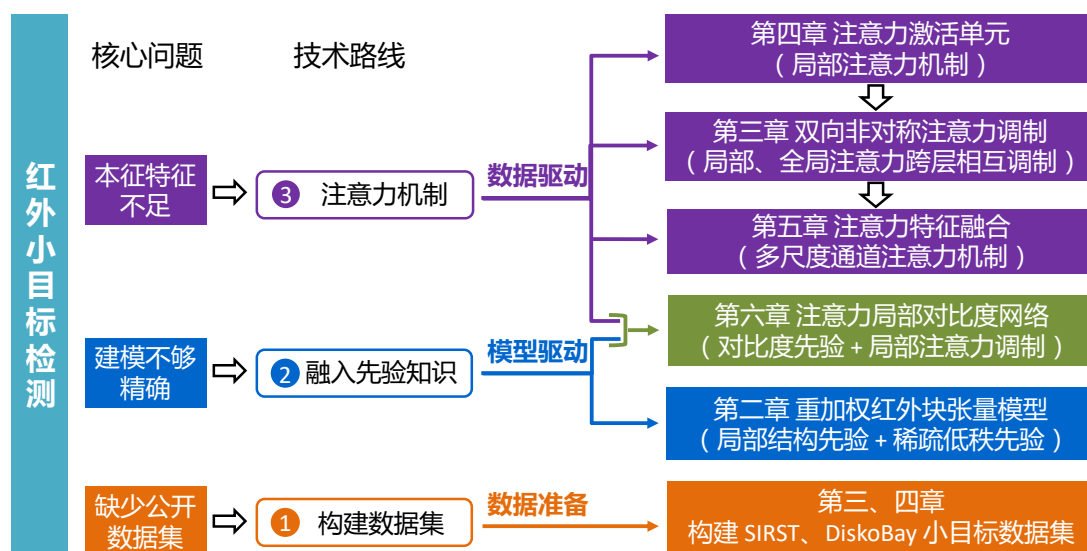 红外小目标检测
核心问题
技术路线
本征特征
不足
3 注意力机制
数据驱动
第四章 注意力激活单元
（局部注意力机制）
第三章 双向非对称注意力调制
（局部、全局注意力跨层相互调制）
第五章 注意力特征融合
（多尺度通道注意力机制）
第六章 注意力局部对比度网络
（对比度先验 + 局部注意力调制）
建模不够
精确
2 融入先验知识
模型驱动
第二章 重加权红外块张量模型
（局部结构先验 + 稀疏低秩先验）
缺少公开
数据集
1 构建数据集
数据准备
第三、四章
构建 SIRST、DiskoBay 小目标数据集